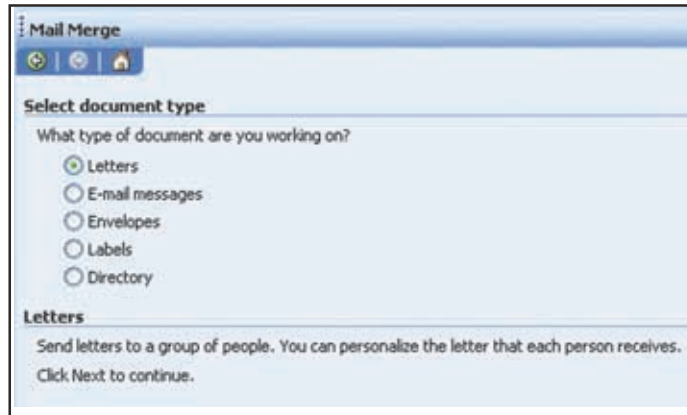 Mail Merge
Select document type
What type of document are you working on?
Letters
E-mail messages
Envelopes
Labels
Directory
Letters
Send letters to a group of people. You can personalize the letter that each person receives.
Click Next to continue.